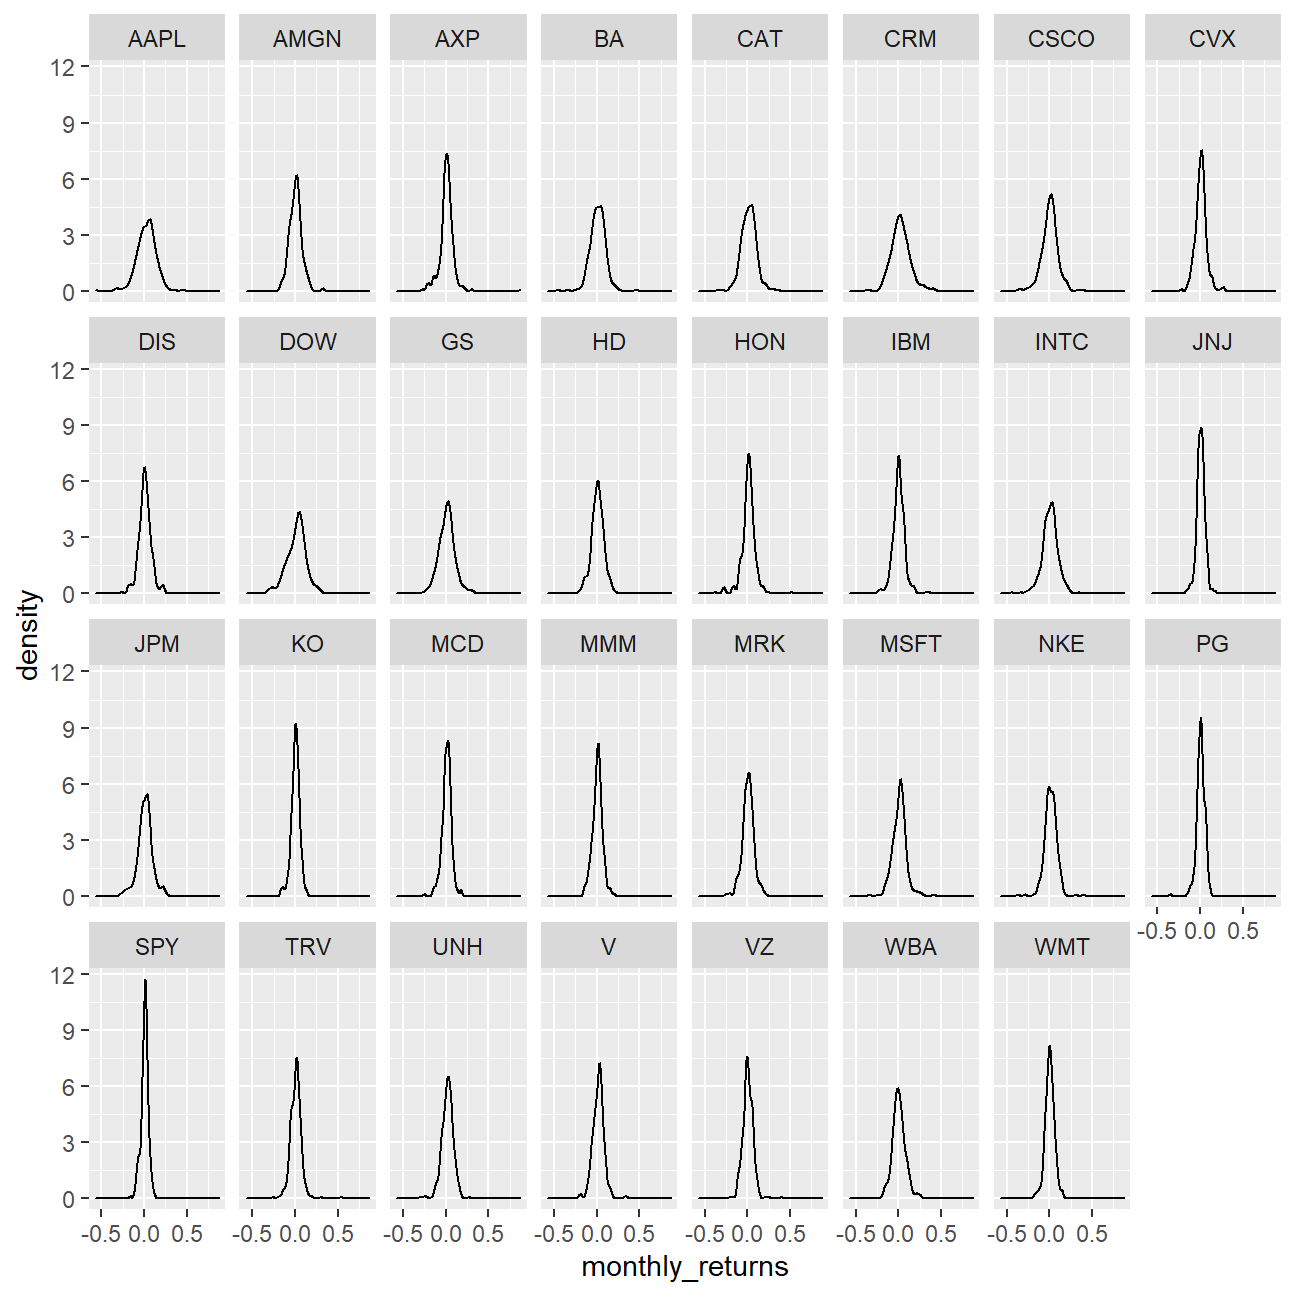 AAPL AMGN AXP BA CAT CRM CSCO CVX
12
9
6
3
0
DIS DOW GS HD HON IBM INTC JNJ
12
9
6
3
0
density
JPM KO MCD MMM MRK MSFT NKE PG
12
9
6
3
0
-0.5 0.0 0.5
SPY TRV UNH V VZ WBA WMT
12
9
6
3
0
-0.5 0.0 0.5 -0.5 0.0 0.5 -0.5 0.0 0.5 -0.5 0.0 0.5 -0.5 0.0 0.5 -0.5 0.0 0.5 -0.5 0.0 0.5
monthly_returns